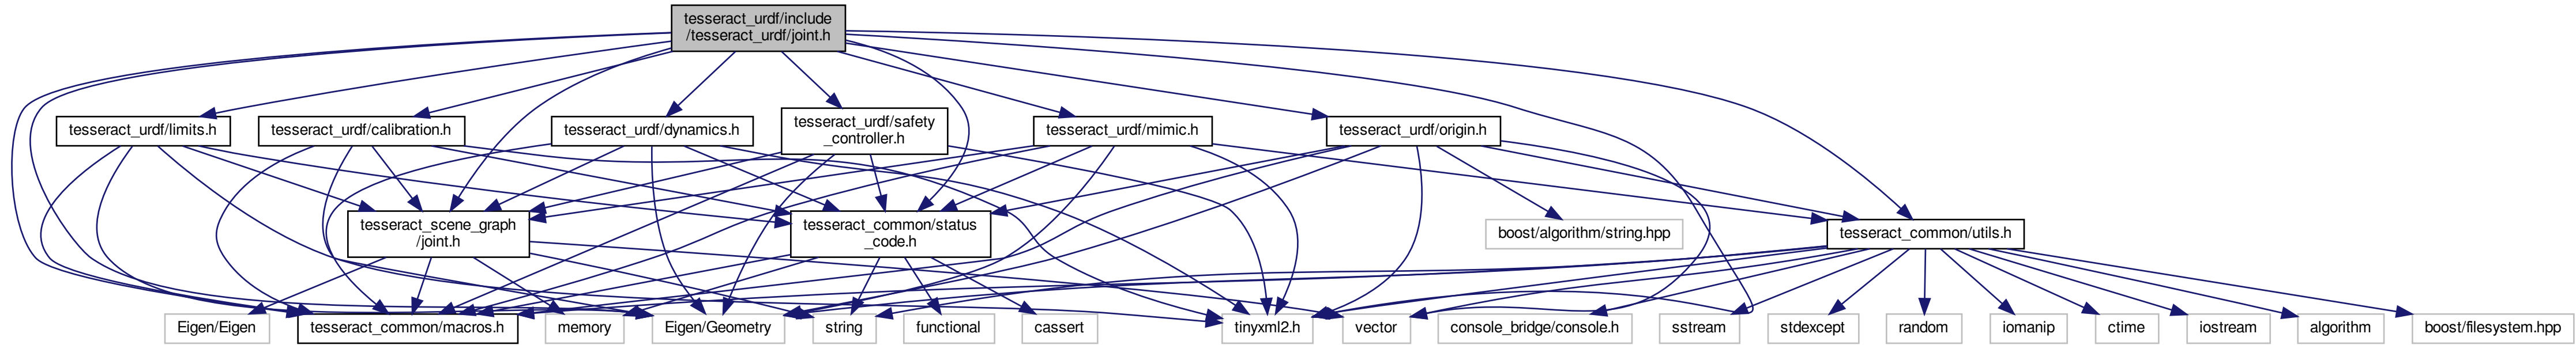 tesseract_urdf/include
/tesseract_urdf/joint.h
tesseract_urdf/limits.h
tesseract_urdf/calibration.h
tesseract_urdf/dynamics.h
tesseract_urdf/safety
_controller.h
tesseract_urdf/mimic.h
tesseract_urdf/origin.h
tesseract_scene_graph
/joint.h
tesseract_common/status
_code.h
boost/algorithm/string.hpp
tesseract_common/utils.h
Eigen/Eigen
tesseract_common/macros.h
memory
Eigen/Geometry
string
functional
cassert
tinyxml2.h
vector
console_bridge/console.h
sstream
stdexcept
random
iomanip
ctime
iostream
algorithm
boost/filesystem.hpp